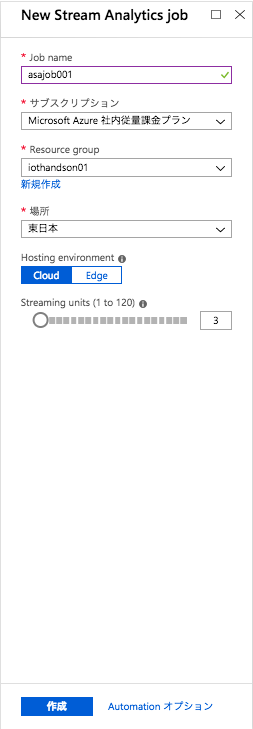 New Stream Analytics job
* Job name
asajob001
* サブスクリプション
Microsoft Azure 社内従量課金プラン
* Resource group
iothandson01
新規作成
* 場所
東日本
Hosting environment
Cloud Edge
Streaming units (1 to 120)
3
作成 Automation オプション